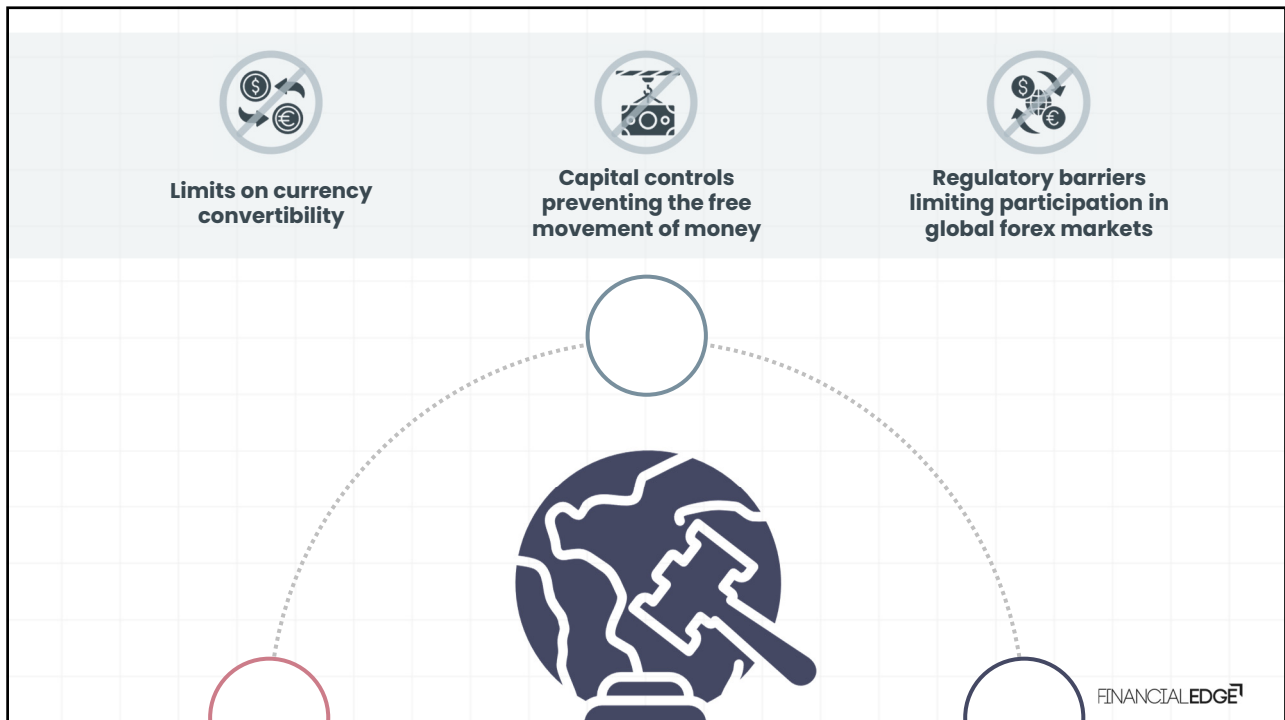 Limits on currency
convertibility
Capital controls
preventing the free
movement of money
Regulatory barriers
limiting participation in
global forex markets
$
€
$
€
FINANCIALEDGE